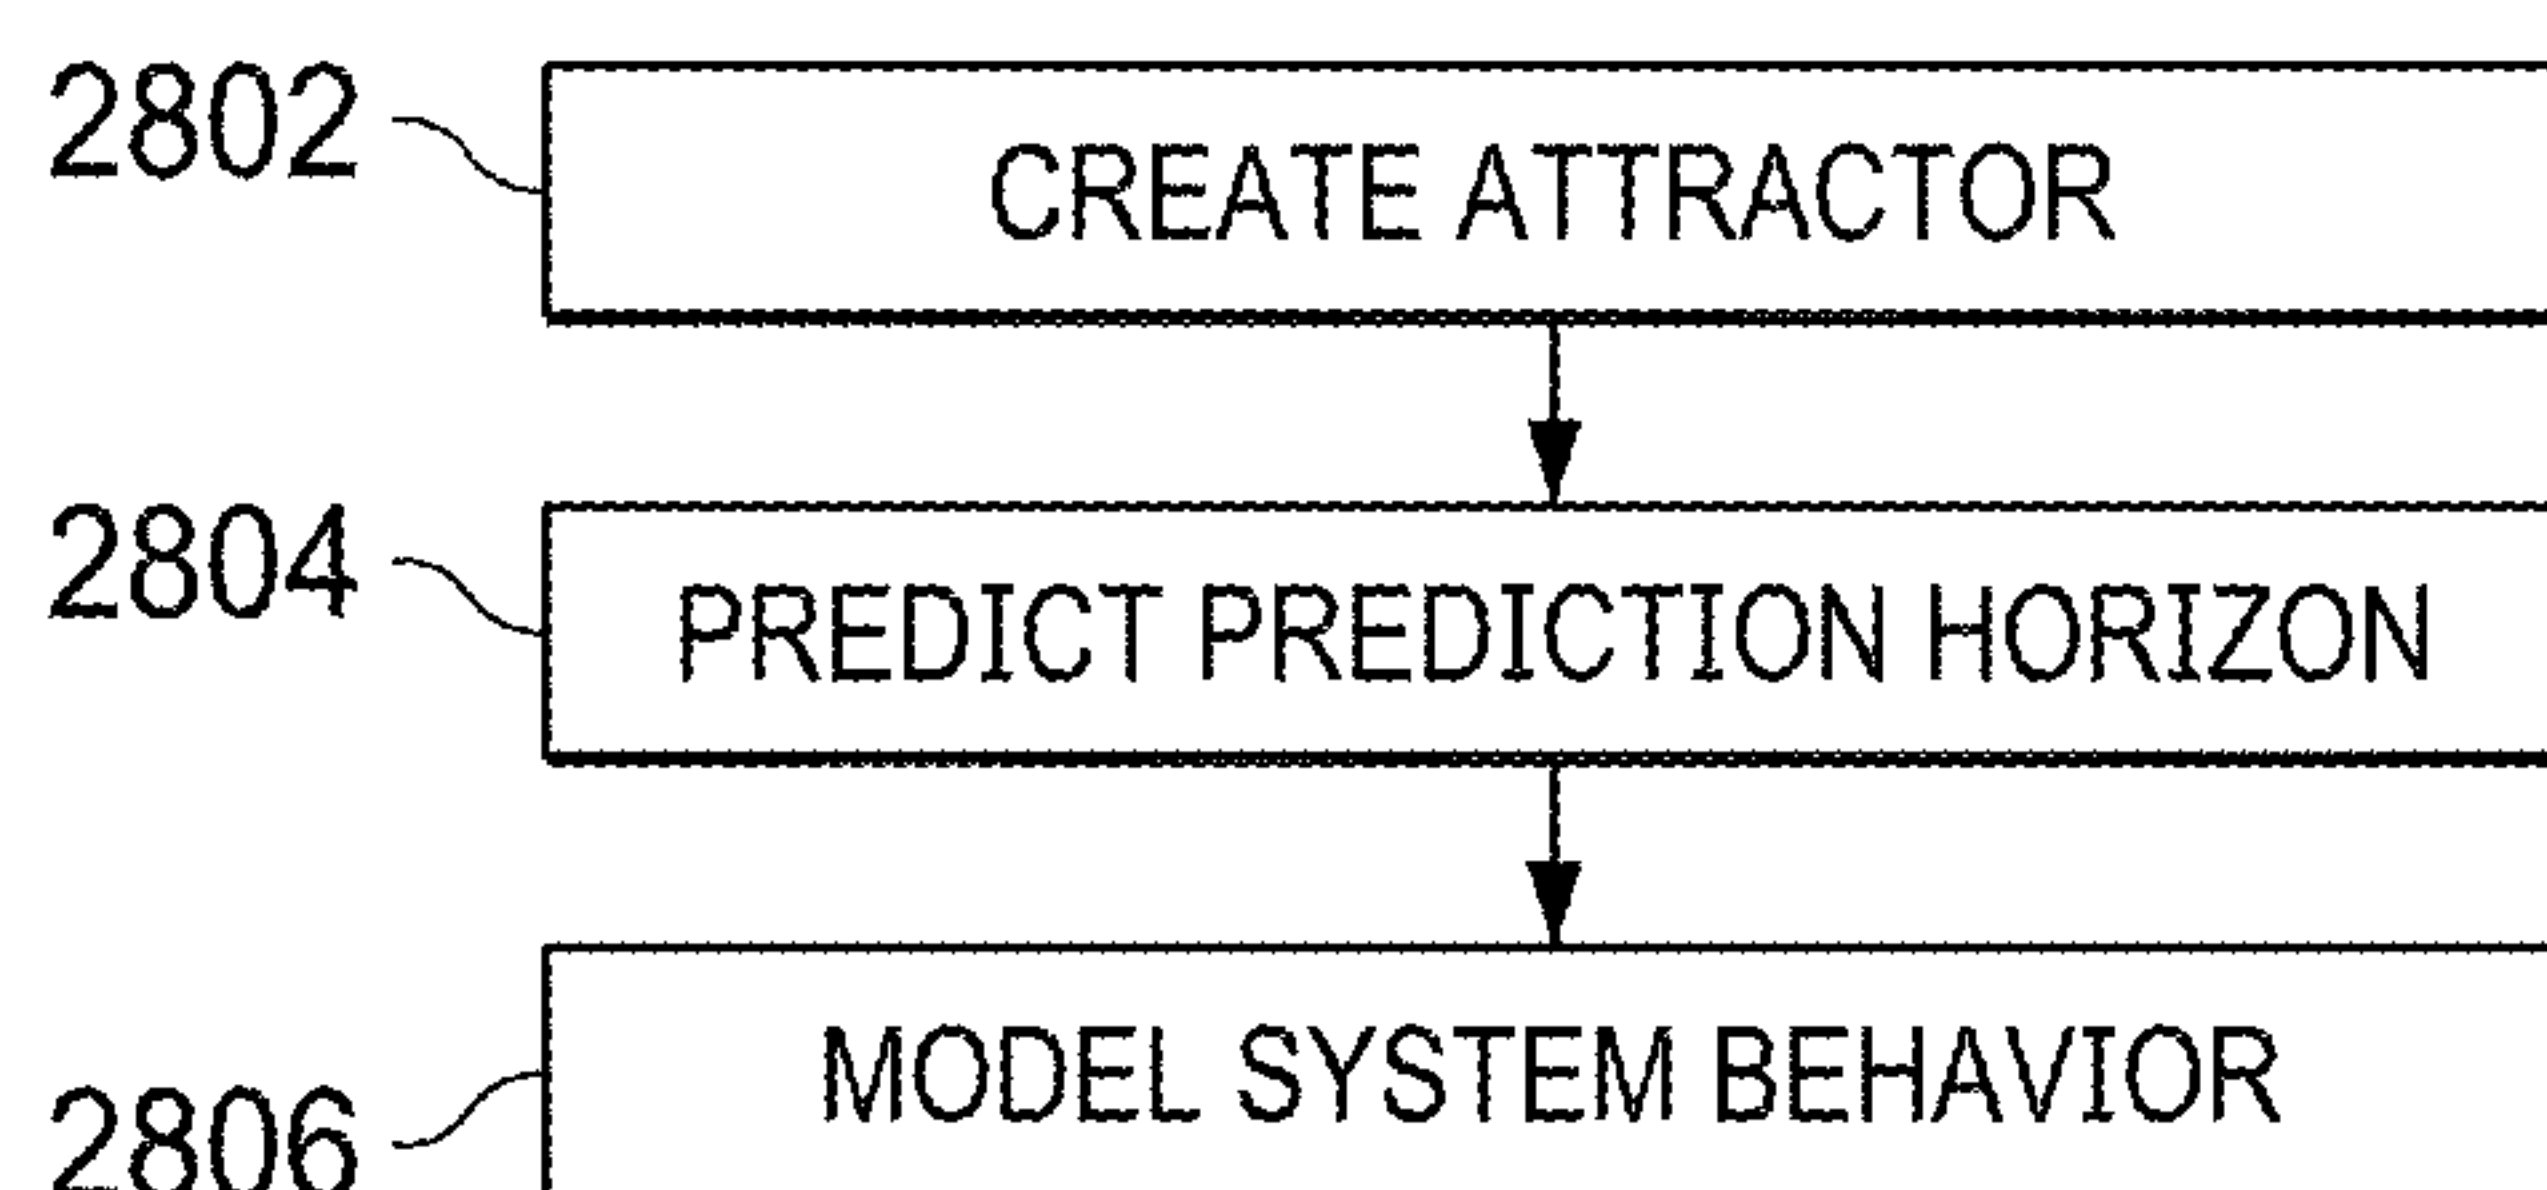 2802
CREATE ATTRACTOR
2804
PREDICT PREDICTION HORIZON
MODEL SYSTEM BEHAVIOR
2806